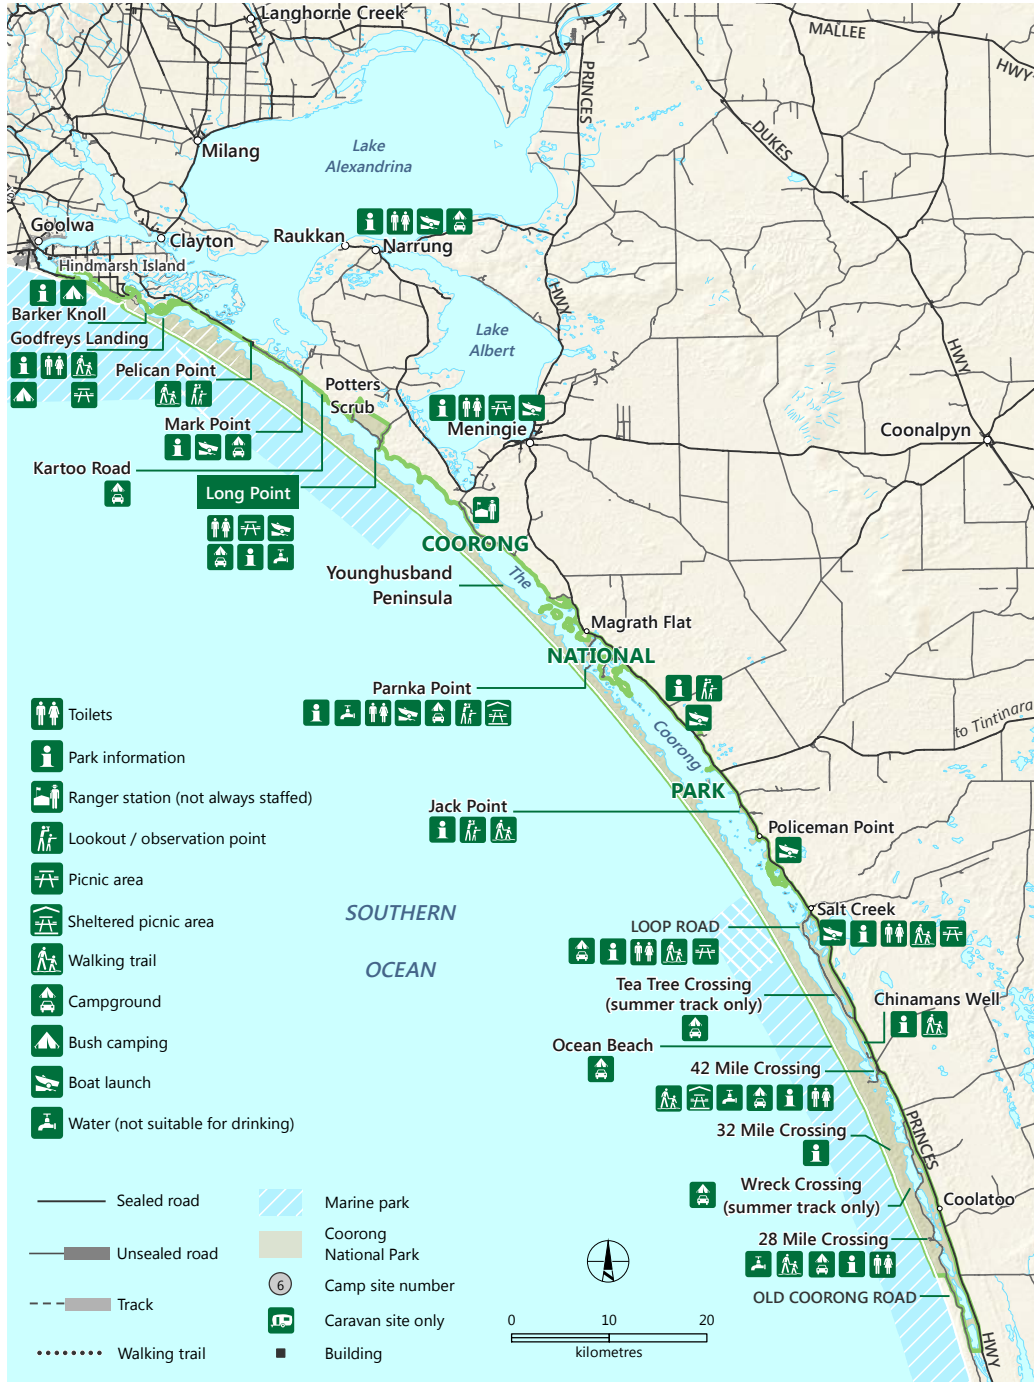 Langhorne Creek
MALLEE
HWY
PRINCES
DUKES
Milang
Lake
Alexandrina
Goolwa
Clayton
Raukkan
Narrung
Hindmarsh Island
HWY
Barker Knoll
Godfreys Landing
Lake
Albert
HWY
Pelican Point
Potters
Scrub
Mark Point
Meningie
Coonalpyn
Kartoo Road
Long Point
COORONG
The
Younghusband
Peninsula
Magrath Flat
NATIONAL
Parnka Point
Coorong
to Tintinara
Toilets
Park information
Ranger station (not always staffed)
Lookout / observation point
Picnic area
Sheltered picnic area
Walking trail
Campground
Bush camping
Boat launch
Water (not suitable for drinking)
PARK
Jack Point
Policeman Point
SOUTHERN
OCEAN
Salt Creek
LOOP ROAD
Tea Tree Crossing
(summer track only)
Chinamans Well
Ocean Beach
42 Mile Crossing
PRINCES
32 Mile Crossing
Wreck Crossing
(summer track only)
Coolatoo
28 Mile Crossing
OLD COORONG ROAD
HWY
Sealed road
Unsealed road
Track
Walking trail
Marine park
Coorong
National Park
6
Camp site number
Caravan site only
Building
0 10 20
kilometres